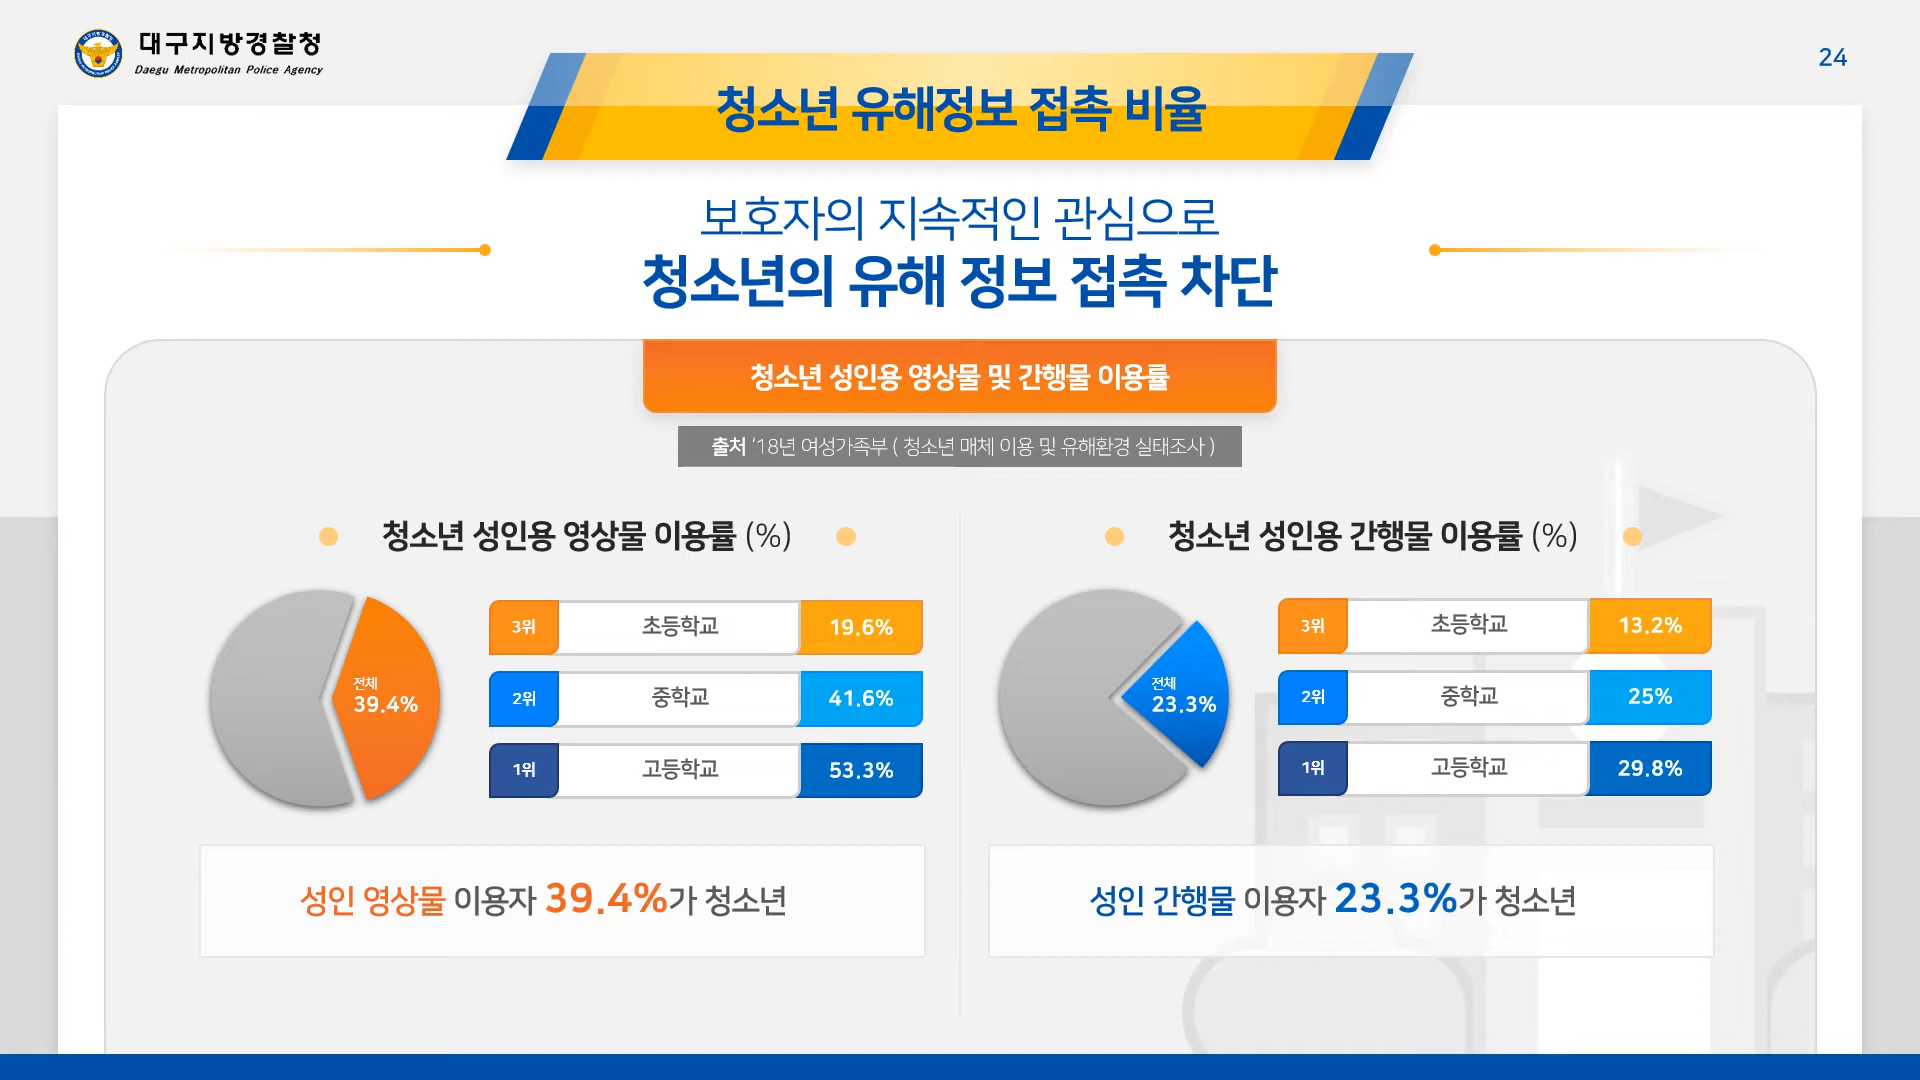 대구지방경찰청
Daegu Metropolitan Police Agency
24
청소년 유해정보 접촉 비율
보호자의 지속적인 관심으로
청소년의 유해 정보 접촉 차단
청소년 성인용 영상물 및 간행물 이용률
출처 ‘18년 여성가족부 ( 청소년 매체 이용 및 유해환경 실태조사 )
청소년 성인용 영상물 이용률 (%)
전체
39.4%
3위 초등학교 19.6%
2위 중학교 41.6%
1위 고등학교 53.3%
성인 영상물 이용자 39.4%가 청소년
청소년 성인용 간행물 이용률 (%)
전체
23.3%
3위 초등학교 13.2%
2위 중학교 25%
1위 고등학교 29.8%
성인 간행물 이용자 23.3%가 청소년